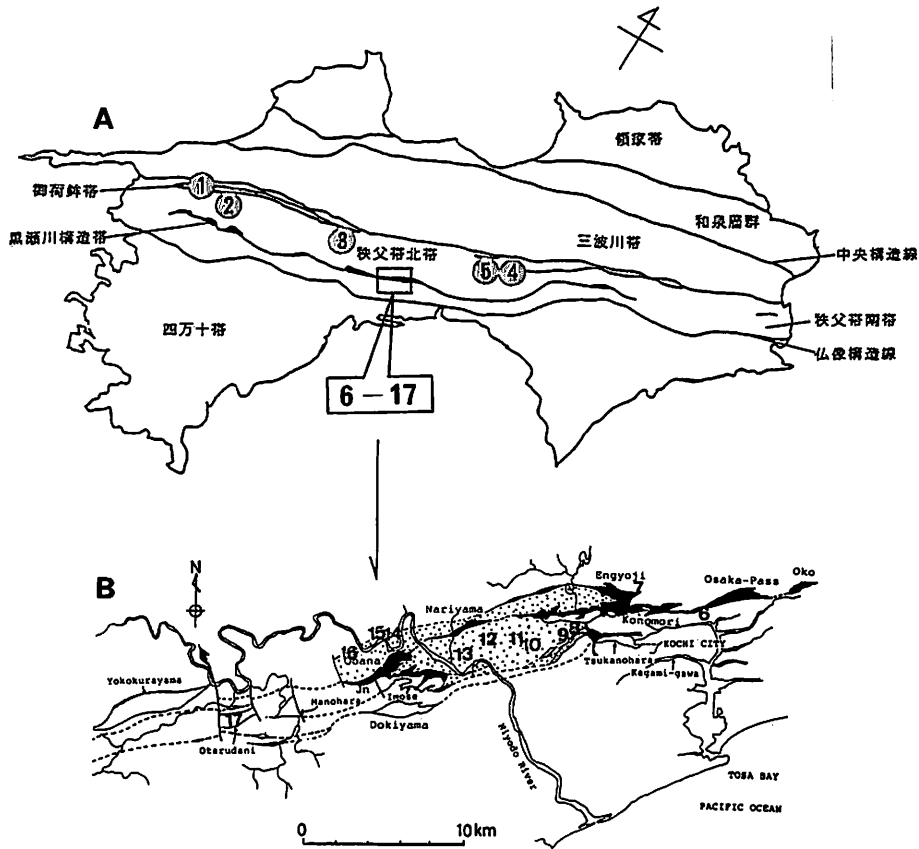 A
領家帯
御荷鉾帯
1
2
和泉層群
黒瀬川構造帯
3
秩父帯北帯
三波川帯
中央構造線
5
4
四万十帯
秩父帯南帯
仏像構造線
6 — 17
B
N
Engyoji
Oko
7
Osaka-Pass
Nariyama
Konomori
6
15
14
12
11
10
9
8
KOCHI CITY
16
Obana
13
Tsukanohara
Yokokurayama
Jn
Imose
Kagami-gawa
Manohara
17
Dokiyama
Otarudani
Niyodo River
TOSA BAY
PACIFIC OCEAN
0
10km